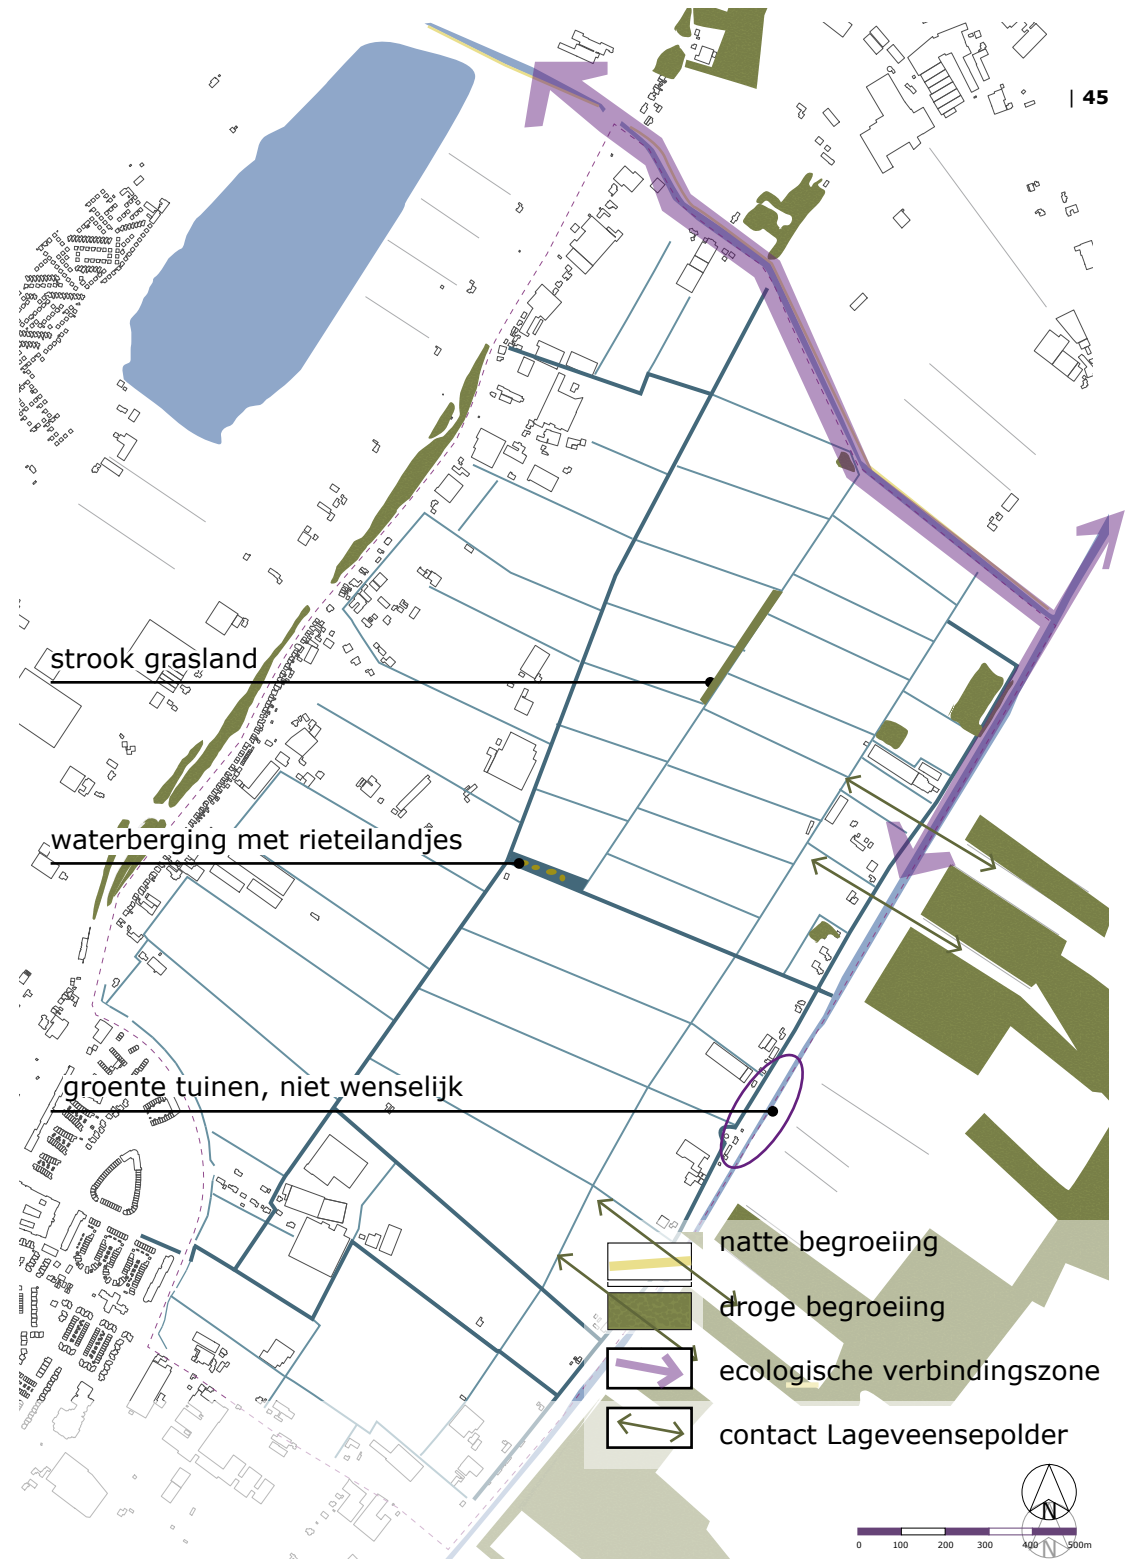 | 45
strook grasland
waterberging met rieteilandjes
groente tuinen, niet wenselijk
natte begroeiing
droge begroeiing
ecologische verbindingszone
contact Lageveensepolder
N
N
0 100 200 300 400 500m